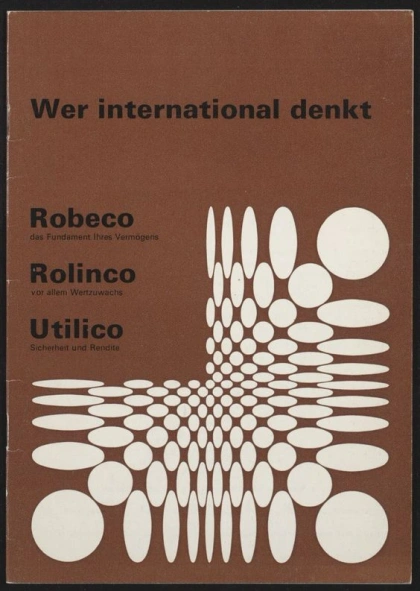 Wer international denkt
Robeco
das Fundament Ihres Vermögens
Rolinco
vor allem Wertzuwachs
Utilico
Sicherheit und Rendite